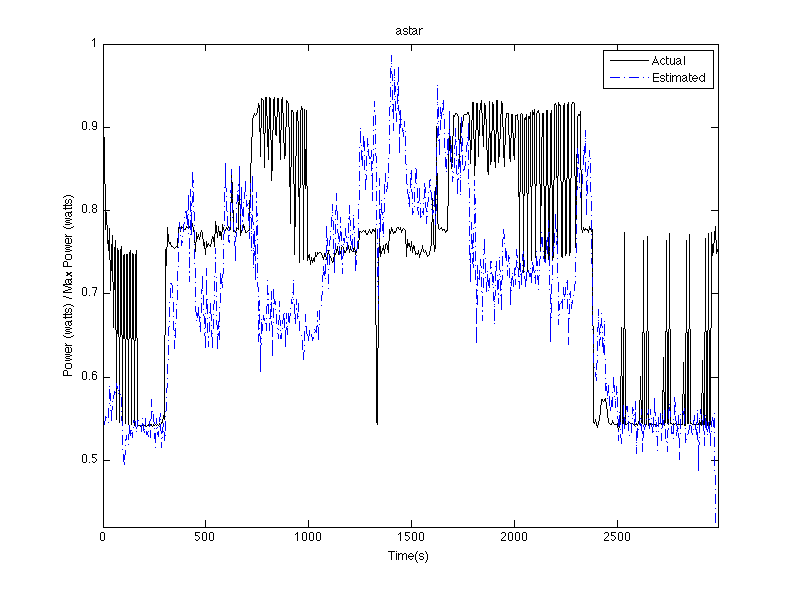 astar
Actual
Estimated
1
0.9
0.8
0.7
0.6
0.5
Power (watts) / Max Power (watts)
0
500
1000
1500
2000
2500
Time(s)